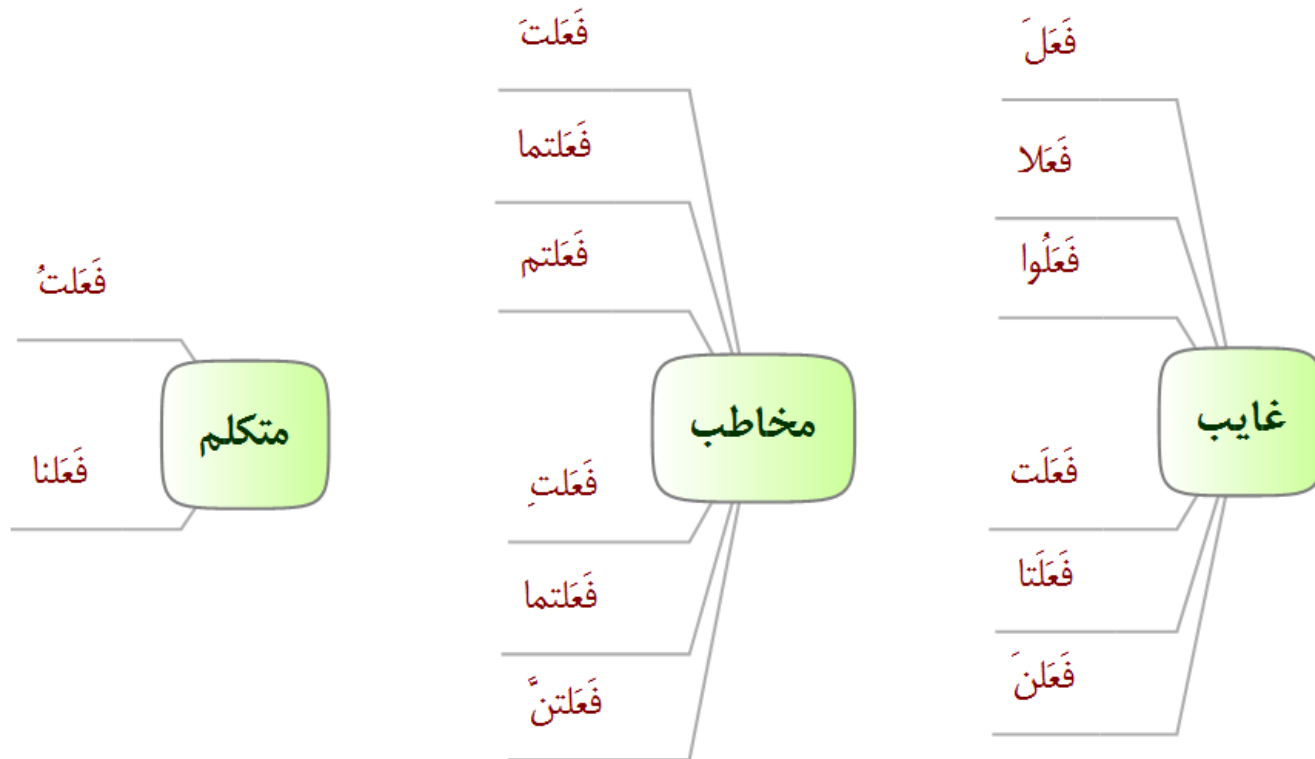 غایب
فَعَلَ
فَعَلا
فَعَلُوا
فَعَلَت
فَعَلَتا
فَعَلنَ
مخاطب
فَعَلتَ
فَعَلتما
فَعَلتم
فَعَلتِ
فَعَلتما
فَعَلتنَّ
متکلم
فَعَلتُ
فَعَلنا